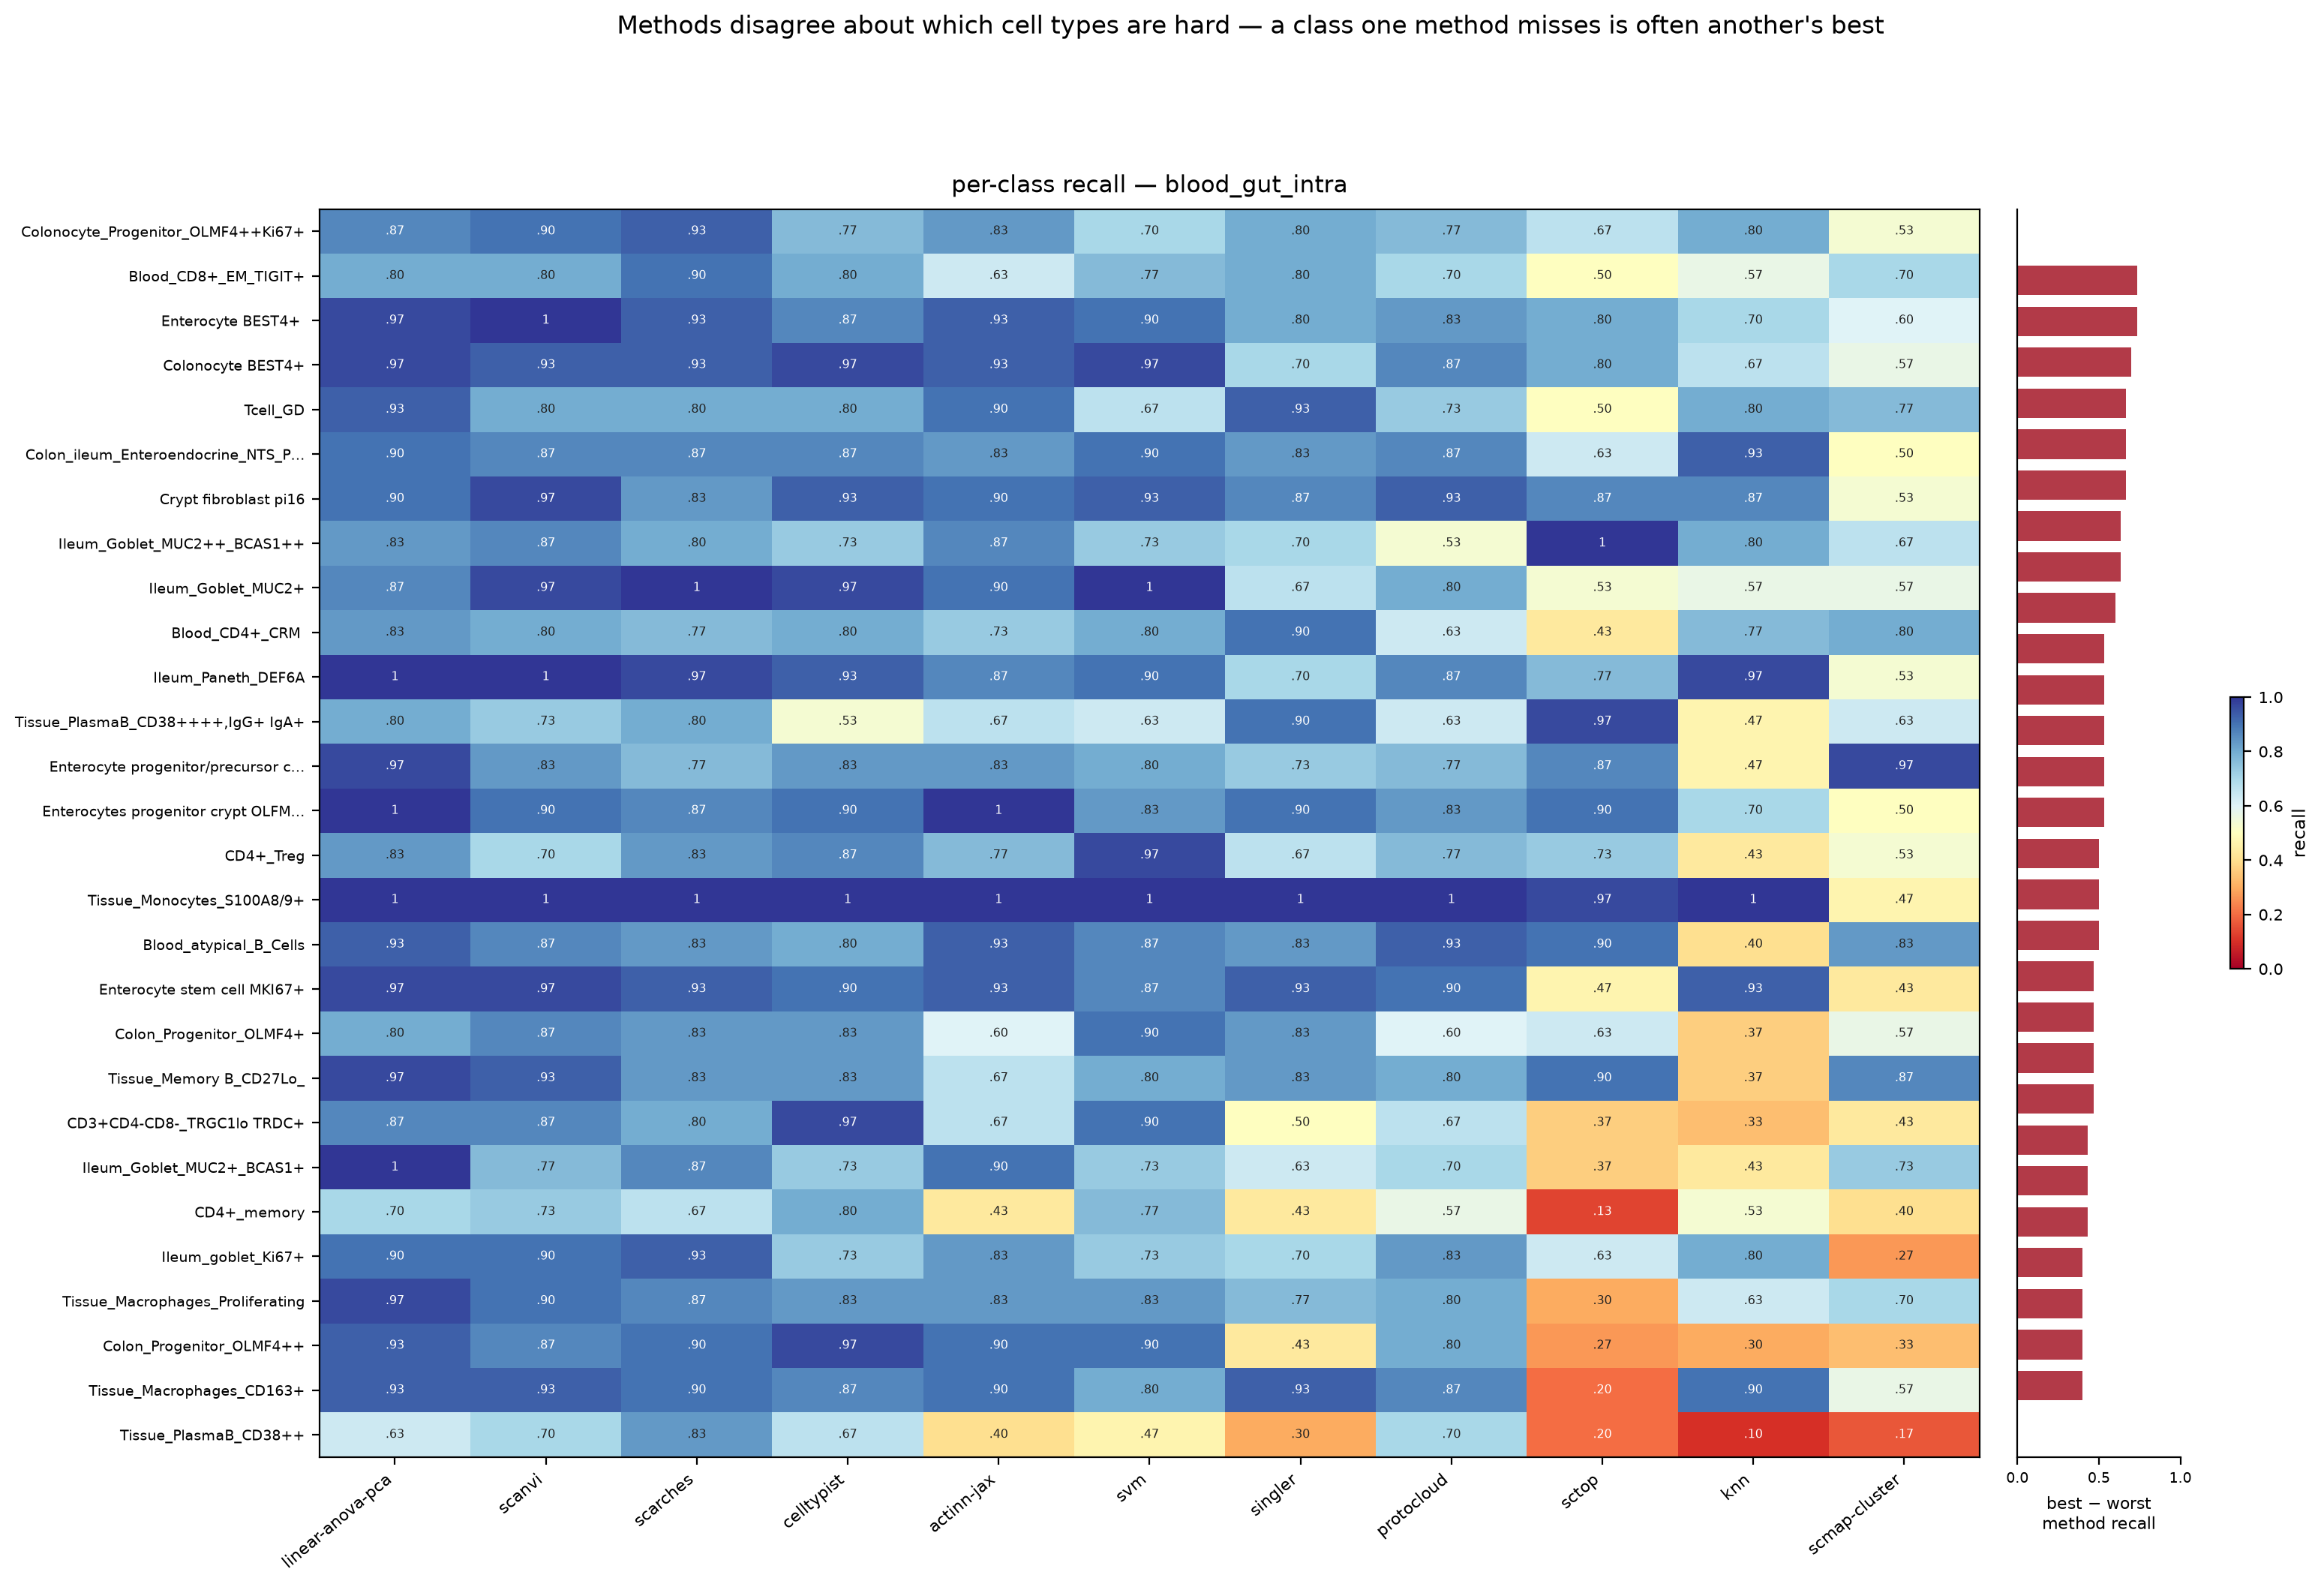 Methods disagree about which cell types are hard — a class one method misses is often another's best
per-class recall — blood_gut_intra
Colonocyte_Progenitor_OLMF4++Ki67+ .87 .90 .93 .77 .83 .70 .80 .77 .67 .80 .53
Blood_CD8+_EM_TIGIT+ .80 .80 .90 .80 .63 .77 .80 .70 .50 .57 .70
Enterocyte BEST4+ .97 1 .93 .87 .93 .90 .80 .83 .80 .70 .60
Colonocyte BEST4+ .97 .93 .93 .97 .93 .97 .70 .87 .80 .67 .57
Tcell_GD .93 .80 .80 .80 .90 .67 .93 .73 .50 .80 .77
Colon_ileum_Enteroendocrine_NTS_P... .90 .87 .87 .87 .83 .90 .83 .87 .63 .93 .50
Crypt fibroblast pi16 .90 .97 .83 .93 .90 .93 .87 .93 .87 .87 .53
Ileum_Goblet_MUC2++_BCAS1++ .83 .87 .80 .73 .87 .73 .70 .53 1 .80 .67
Ileum_Goblet_MUC2+ .87 .97 1 .97 .90 1 .67 .80 .53 .57 .57
Blood_CD4+_CRM .83 .80 .77 .80 .73 .80 .90 .63 .43 .77 .80
Ileum_Paneth_DEF6A 1 1 .97 .93 .87 .90 .70 .87 .77 .97 .53
Tissue_PlasmaB_CD38++++,IgG+ IgA+ .80 .73 .80 .53 .67 .63 .90 .63 .97 .47 .63
Enterocyte progenitor/precursor c... .97 .83 .77 .83 .83 .80 .73 .77 .87 .47 .97
Enterocytes progenitor crypt OLFM... 1 .90 .87 .90 1 .83 .90 .83 .90 .70 .50
CD4+_Treg .83 .70 .83 .87 .77 .97 .67 .77 .73 .43 .53
Tissue_Monocytes_S100A8/9+ 1 1 1 1 1 1 1 1 .97 1 .47
Blood_atypical_B_Cells .93 .87 .83 .80 .93 .87 .83 .93 .90 .40 .83
Enterocyte stem cell MKI67+ .97 .97 .93 .90 .93 .87 .93 .90 .47 .93 .43
Colon_Progenitor_OLMF4+ .80 .87 .83 .83 .60 .90 .83 .60 .63 .37 .57
Tissue_Memory B_CD27Lo_ .97 .93 .83 .83 .67 .80 .83 .80 .90 .37 .87
CD3+CD4-CD8-_TRGC1lo TRDC+ .87 .87 .80 .97 .67 .90 .50 .67 .37 .33 .43
Ileum_Goblet_MUC2+_BCAS1+ 1 .77 .87 .73 .90 .73 .63 .70 .37 .43 .73
CD4+_memory .70 .73 .67 .80 .43 .77 .43 .57 .13 .53 .40
Ileum_goblet_Ki67+ .90 .90 .93 .73 .83 .73 .70 .83 .63 .80 .27
Tissue_Macrophages_Proliferating .97 .90 .87 .83 .83 .83 .77 .80 .30 .63 .70
Colon_Progenitor_OLMF4++ .93 .87 .90 .97 .90 .90 .43 .80 .27 .30 .33
Tissue_Macrophages_CD163+ .93 .93 .90 .87 .90 .80 .93 .87 .20 .90 .57
Tissue_PlasmaB_CD38++ .63 .70 .83 .67 .40 .47 .30 .70 .20 .10 .17
linear-anova-pca scanvi scarches celltypist actinn-jax svm singler protocloud sctop knn scmap-cluster
0.0 0.5 1.0
best − worst
method recall
1.0
0.8
0.6
0.4
0.2
0.0
recall